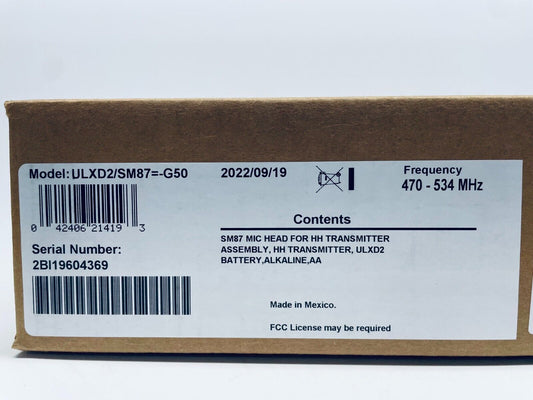 Model: ULXD2/SM87=-G50
2022/09/19
Frequency
470 - 534 MHz
0 42406 21419 3
Serial Number:
2BI19604369
Contents
SM87 MIC HEAD FOR HH TRANSMITTER
ASSEMBLY, HH TRANSMITTER, ULXD2
BATTERY,ALKALINE,AA
Made in Mexico.
FCC License may be required